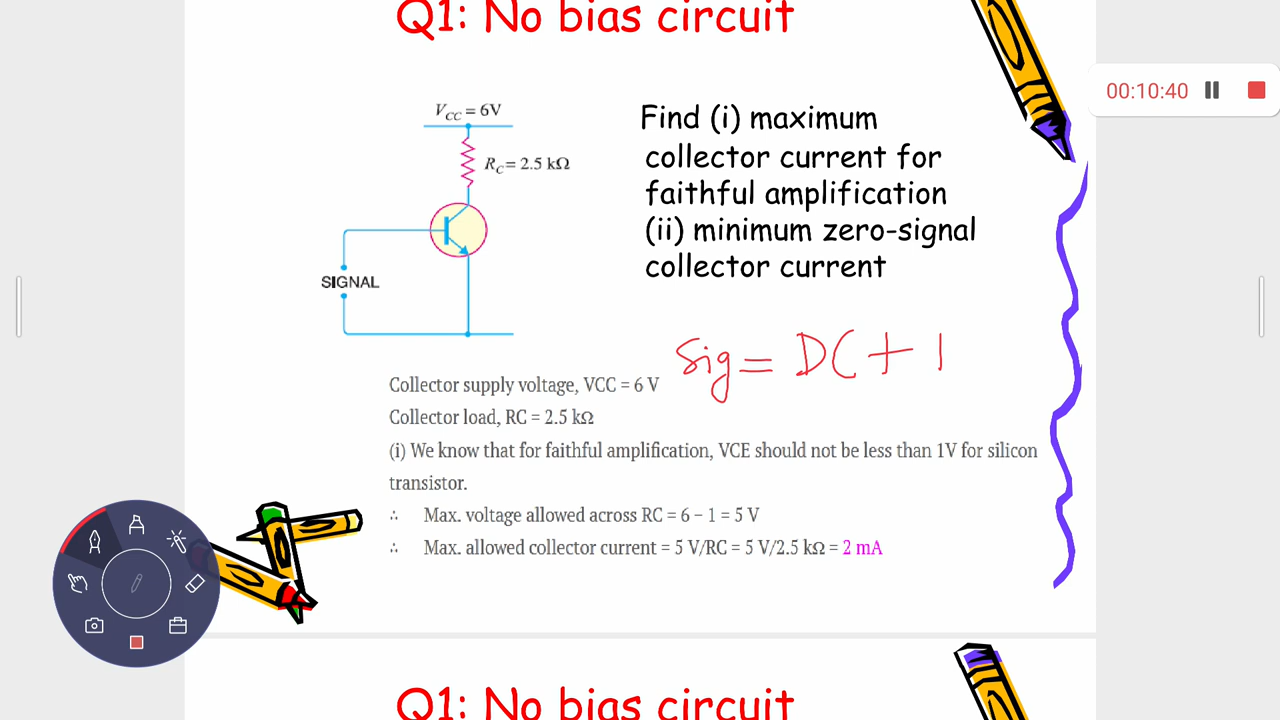 Q1: No bias circuit
00:10:40
V_CC = 6V
R_C = 2.5 kΩ
SIGNAL
Find (i) maximum
collector current for
faithful amplification
(ii) minimum zero-signal
collector current
Sig = DC + 1
Collector supply voltage, VCC = 6 V
Collector load, RC = 2.5 kΩ
(i) We know that for faithful amplification, VCE should not be less than 1V for silicon
transistor.
∴ Max. voltage allowed across RC = 6 − 1 = 5 V
∴ Max. allowed collector current = 5 V/RC = 5 V/2.5 kΩ = 2 mA
Q1: No bias circuit